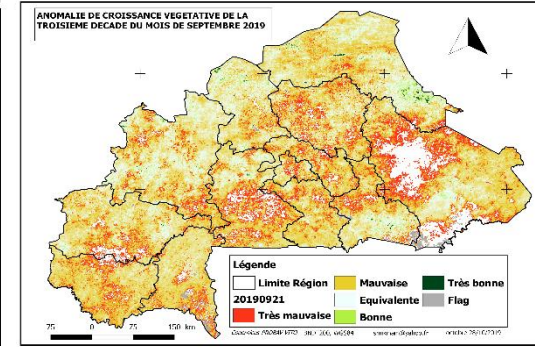 ANOMALIE DE CROISSANCE VEGETATIVE DE LA
TROISIEME DECADE DU MOIS DE SEPTEMBRE 2019
Légende
Limite Région
Mauvaise
Très bonne
20190921
Equivalente
Flag
Très mauvaise
Bonne
75 0 75 150 km